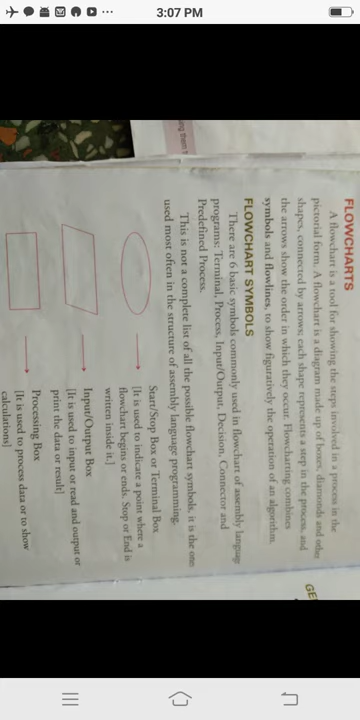 3:07 PM
ing them
FLOWCHARTS
A flowchart is a tool for showing the steps involved in a process in the
pictorial form. A flowchart is a diagram made up of boxes, diamonds and other
shapes, connected by arrows; each shape represents a step in the process, and
the arrows show the order in which they occur. Flowcharting combines
symbols and flowlines, to show figuratively the operation of an algorithm.
FLOWCHART SYMBOLS
There are 6 basic symbols commonly used in flowchart of assembly languag
programs: Terminal, Process, Input/Output, Decision, Connector and
Predefined Process.
This is not a complete list of all the possible flowchart symbols, it is the ones
used most often in the structure of assembly language programming.
Start/Stop Box or Terminal Box
[It is used to indicate a point where a
flowchart begins or ends. Stop or End is
written inside it.]
Input/Output Box
[It is used to input or read and output or
print the data or result]
Processing Box
[It is used to process data or to show
calculations]